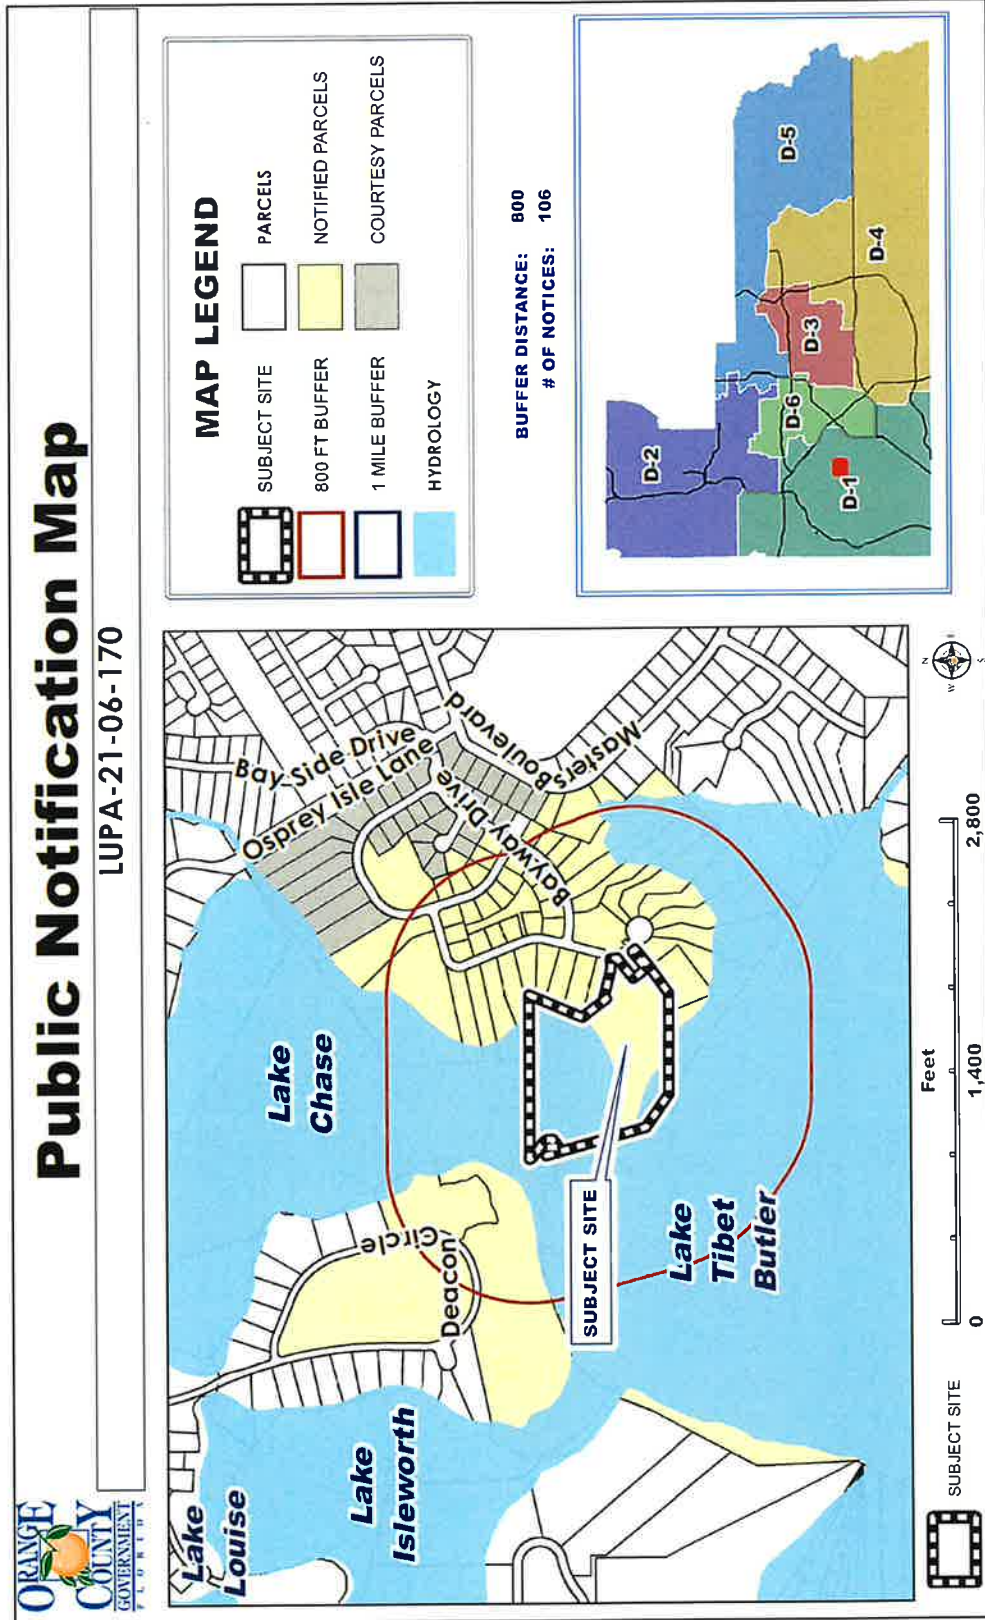 ORANGE
COUNTY
GOVERNMENT
FLORIDA
Public Notification Map
LUPA-21-06-170
Lake
Louise
Lake
Isleworth
Lake
Chase
Lake
Tibet
Butler
Deacon
Circle
Osprey Isle Lane
Bay Side Drive
Bayway Drive
Masters Boulevard
SUBJECT SITE
MAP LEGEND
SUBJECT SITE
PARCELS
800 FT BUFFER
NOTIFIED PARCELS
1 MILE BUFFER
COURTESY PARCELS
HYDROLOGY
BUFFER DISTANCE: 800
# OF NOTICES: 106
D-2
D-5
D-6
D-3
D-1
D-4
SUBJECT SITE
Feet
0
1,400
2,800
N
W
S